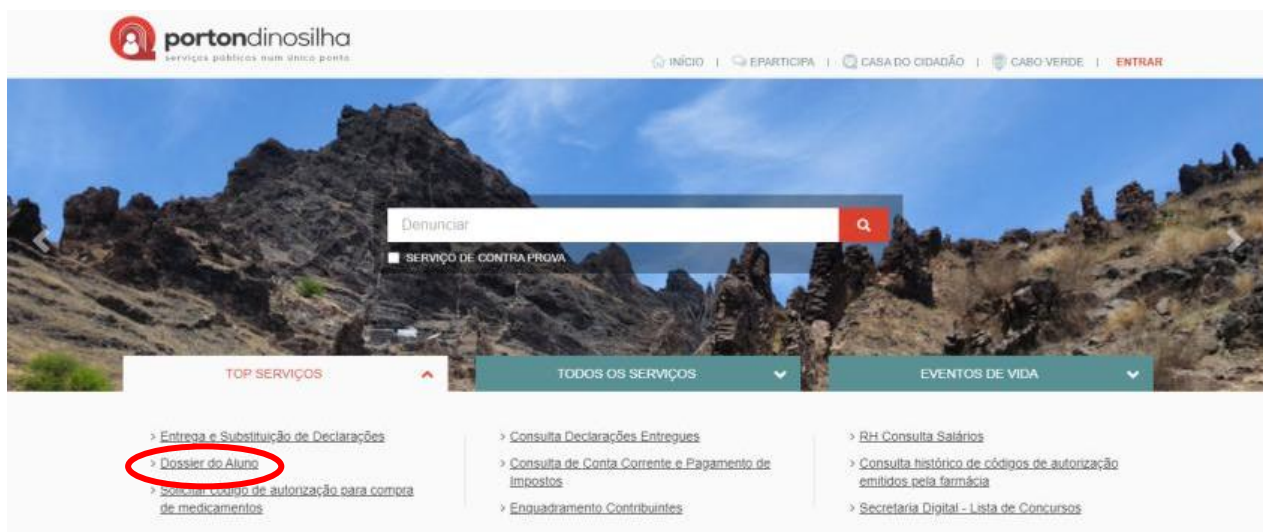 portondinosilha
serviços públicos num único ponto
INÍCIO | EPARTICIPA | CASA DO CIDADÃO | CABO VERDE | ENTRAR
Denunciar
SERVIÇO DE CONTRA PROVA
TOP SERVIÇOS
TODOS OS SERVIÇOS
EVENTOS DE VIDA
> Entrega e Substituição de Declarações
> Dossier do Aluno
> Solicitar código de autorização para compra
de medicamentos
> Consulta Declarações Entregues
> Consulta de Conta Corrente e Pagamento de
Impostos
> Enquadramento Contribuintes
> RH Consulta Salários
> Consulta histórico de códigos de autorização
emitidos pela farmácia
> Secretaria Digital - Lista de Concursos